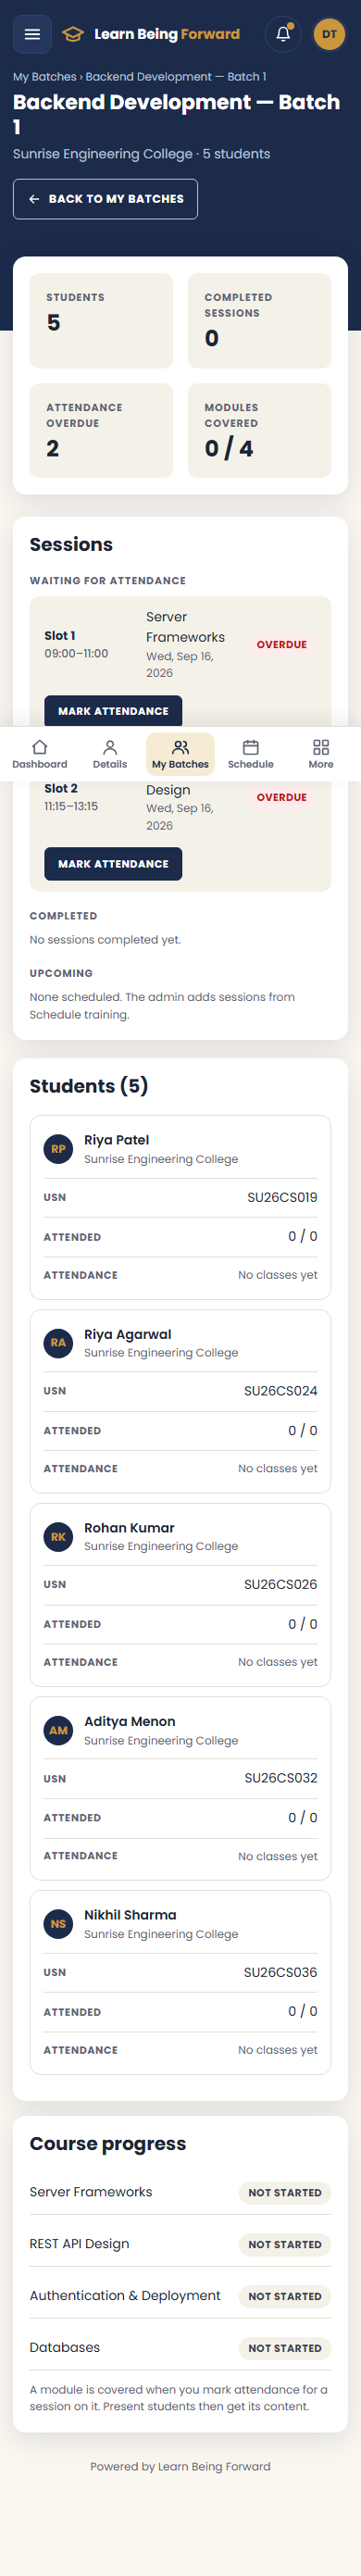 Learn Being Forward
DT
My Batches › Backend Development — Batch 1
Backend Development — Batch
1
Sunrise Engineering College · 5 students
← BACK TO MY BATCHES
STUDENTS
5
COMPLETED
SESSIONS
0
ATTENDANCE
OVERDUE
2
MODULES
COVERED
0 / 4
Sessions
WAITING FOR ATTENDANCE
Slot 1
09:00–11:00
Server
Frameworks
Wed, Sep 16,
2026
OVERDUE
MARK ATTENDANCE
Dashboard
Details
My Batches
Schedule
More
Slot 2
11:15–13:15
Design
Wed, Sep 16,
2026
OVERDUE
MARK ATTENDANCE
COMPLETED
No sessions completed yet.
UPCOMING
None scheduled. The admin adds sessions from
Schedule training.
Students (5)
RP
Riya Patel
Sunrise Engineering College
USN SU26CS019
ATTENDED 0 / 0
ATTENDANCE No classes yet
RA
Riya Agarwal
Sunrise Engineering College
USN SU26CS024
ATTENDED 0 / 0
ATTENDANCE No classes yet
RK
Rohan Kumar
Sunrise Engineering College
USN SU26CS026
ATTENDED 0 / 0
ATTENDANCE No classes yet
AM
Aditya Menon
Sunrise Engineering College
USN SU26CS032
ATTENDED 0 / 0
ATTENDANCE No classes yet
NS
Nikhil Sharma
Sunrise Engineering College
USN SU26CS036
ATTENDED 0 / 0
ATTENDANCE No classes yet
Course progress
Server Frameworks NOT STARTED
REST API Design NOT STARTED
Authentication & Deployment NOT STARTED
Databases NOT STARTED
A module is covered when you mark attendance for a
session on it. Present students then get its content.
Powered by Learn Being Forward